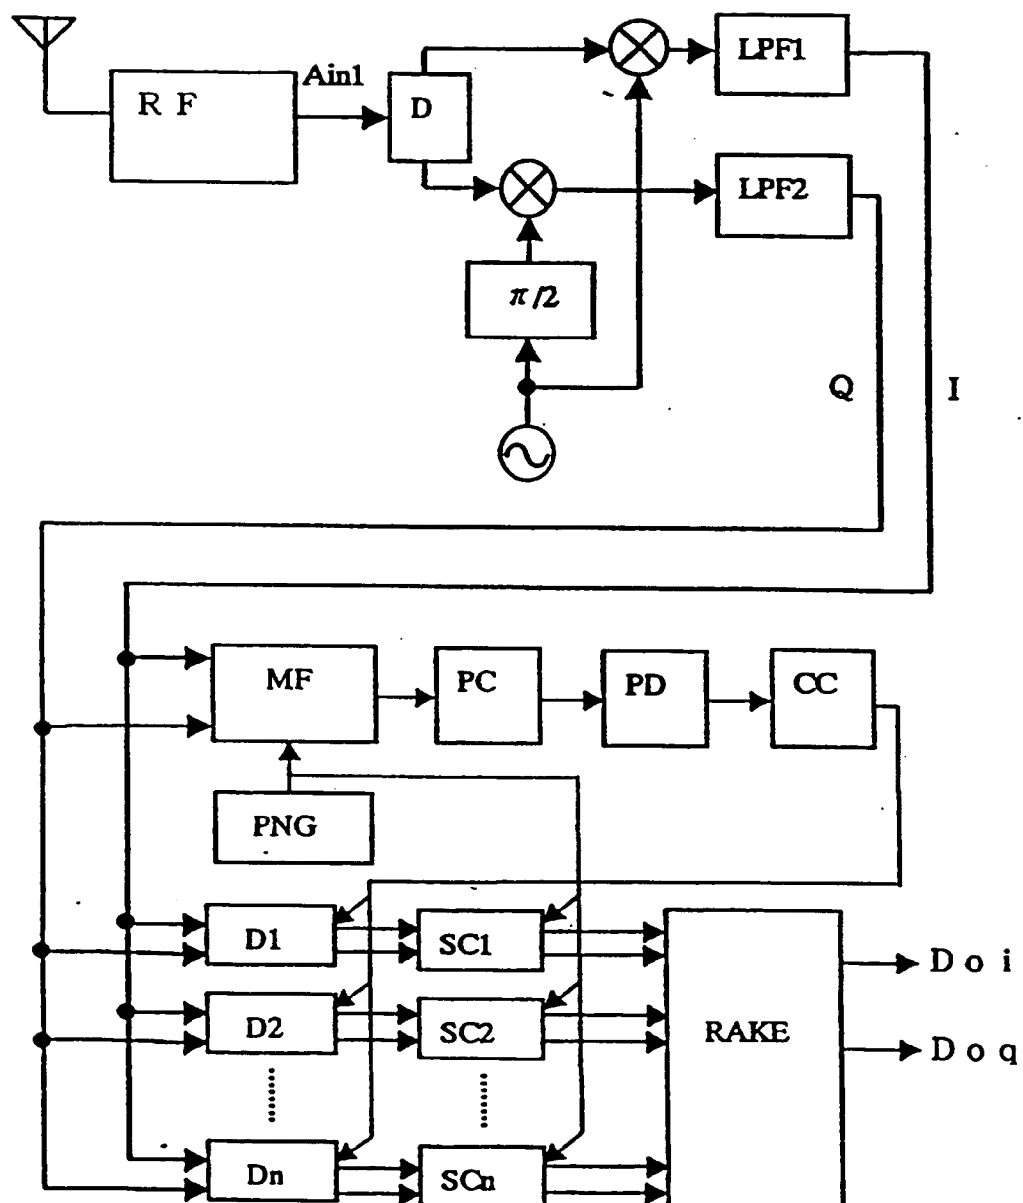 R F
Ain1
D
LPF1
LPF2
π/2
Q
I
MF
PC
PD
CC
PNG
D1
SC1
D2
SC2
RAKE
Dn
SCn
D o i
D o q